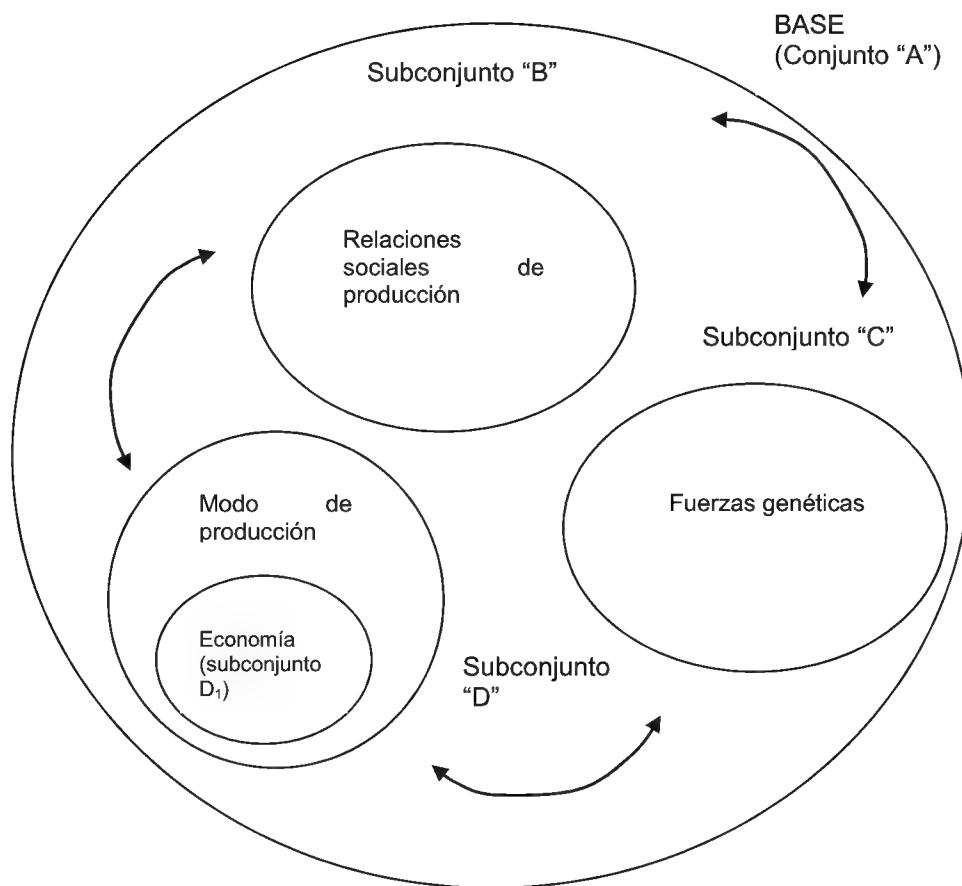 BASE
(Conjunto “A”)
Subconjunto “B”
Relaciones
sociales de
producción
Subconjunto “C”
Fuerzas genéticas
Modo de
producción
Economía
(subconjunto
D₁)
Subconjunto
“D”